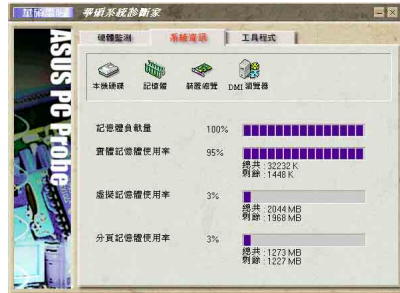 華碩電腦 華碩系統診斷家
硬體監測 系統資訊 工具程式
本機硬碟 記憶體 裝置總覽 DMI 瀏覽器
ASUS PC Probe
記憶體負載量 100%
實體記憶體使用率 95%
總共 : 32232 K
剩餘 : 1448 K
虛擬記憶體使用率 3%
總共 : 2044 MB
剩餘 : 1968 MB
分頁記憶體使用率 3%
總共 : 1273 MB
剩餘 : 1227 MB